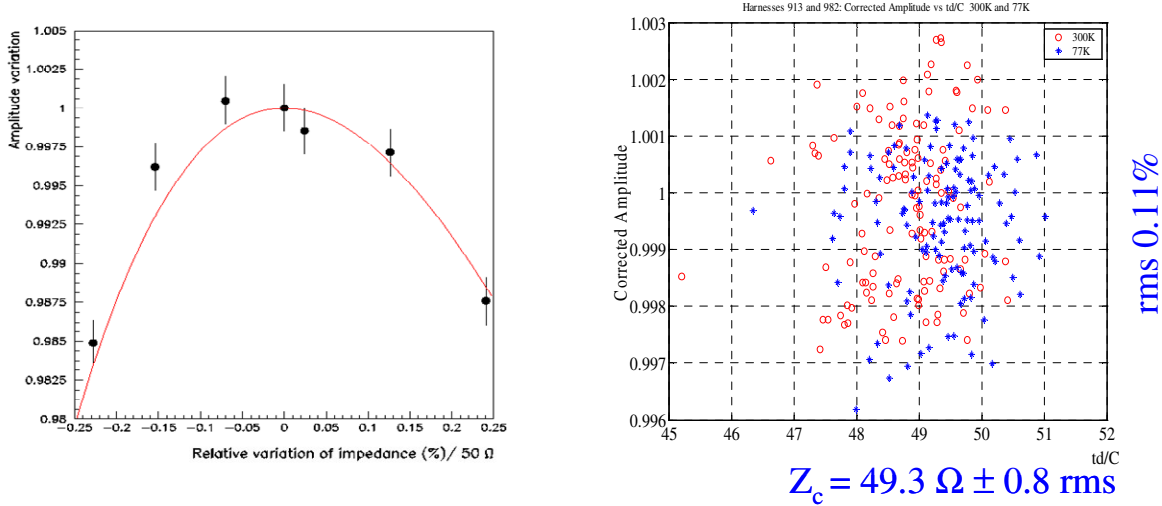 Amplitude variation
1.005
1.0025
1
0.9975
0.995
0.9925
0.99
0.9875
0.985
0.9825
0.98
-0.25 -0.2 -0.15 -0.1 -0.05 0 0.05 0.1 0.15 0.2 0.25
Relative variation of impedance (%)/ 50 Ω
Harnesses 913 and 982: Corrected Amplitude vs td/C 300K and 77K
300K
77K
Corrected Amplitude
1.003
1.002
1.001
1
0.999
0.998
0.997
0.996
45 46 47 48 49 50 51 52
td/C
rms 0.11%
Zc = 49.3 Ω ± 0.8 rms